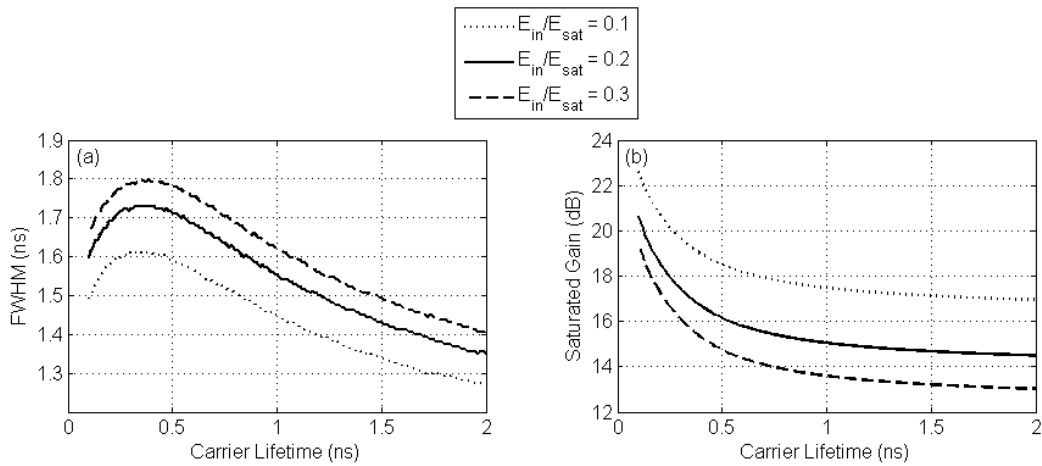 E_in/E_sat = 0.1
E_in/E_sat = 0.2
E_in/E_sat = 0.3
(a)
FWHM (ns)
1.9
1.8
1.7
1.6
1.5
1.4
1.3
0 0.5 1 1.5 2
Carrier Lifetime (ns)
(b)
Saturated Gain (dB)
24
22
20
18
16
14
12
0 0.5 1 1.5 2
Carrier Lifetime (ns)